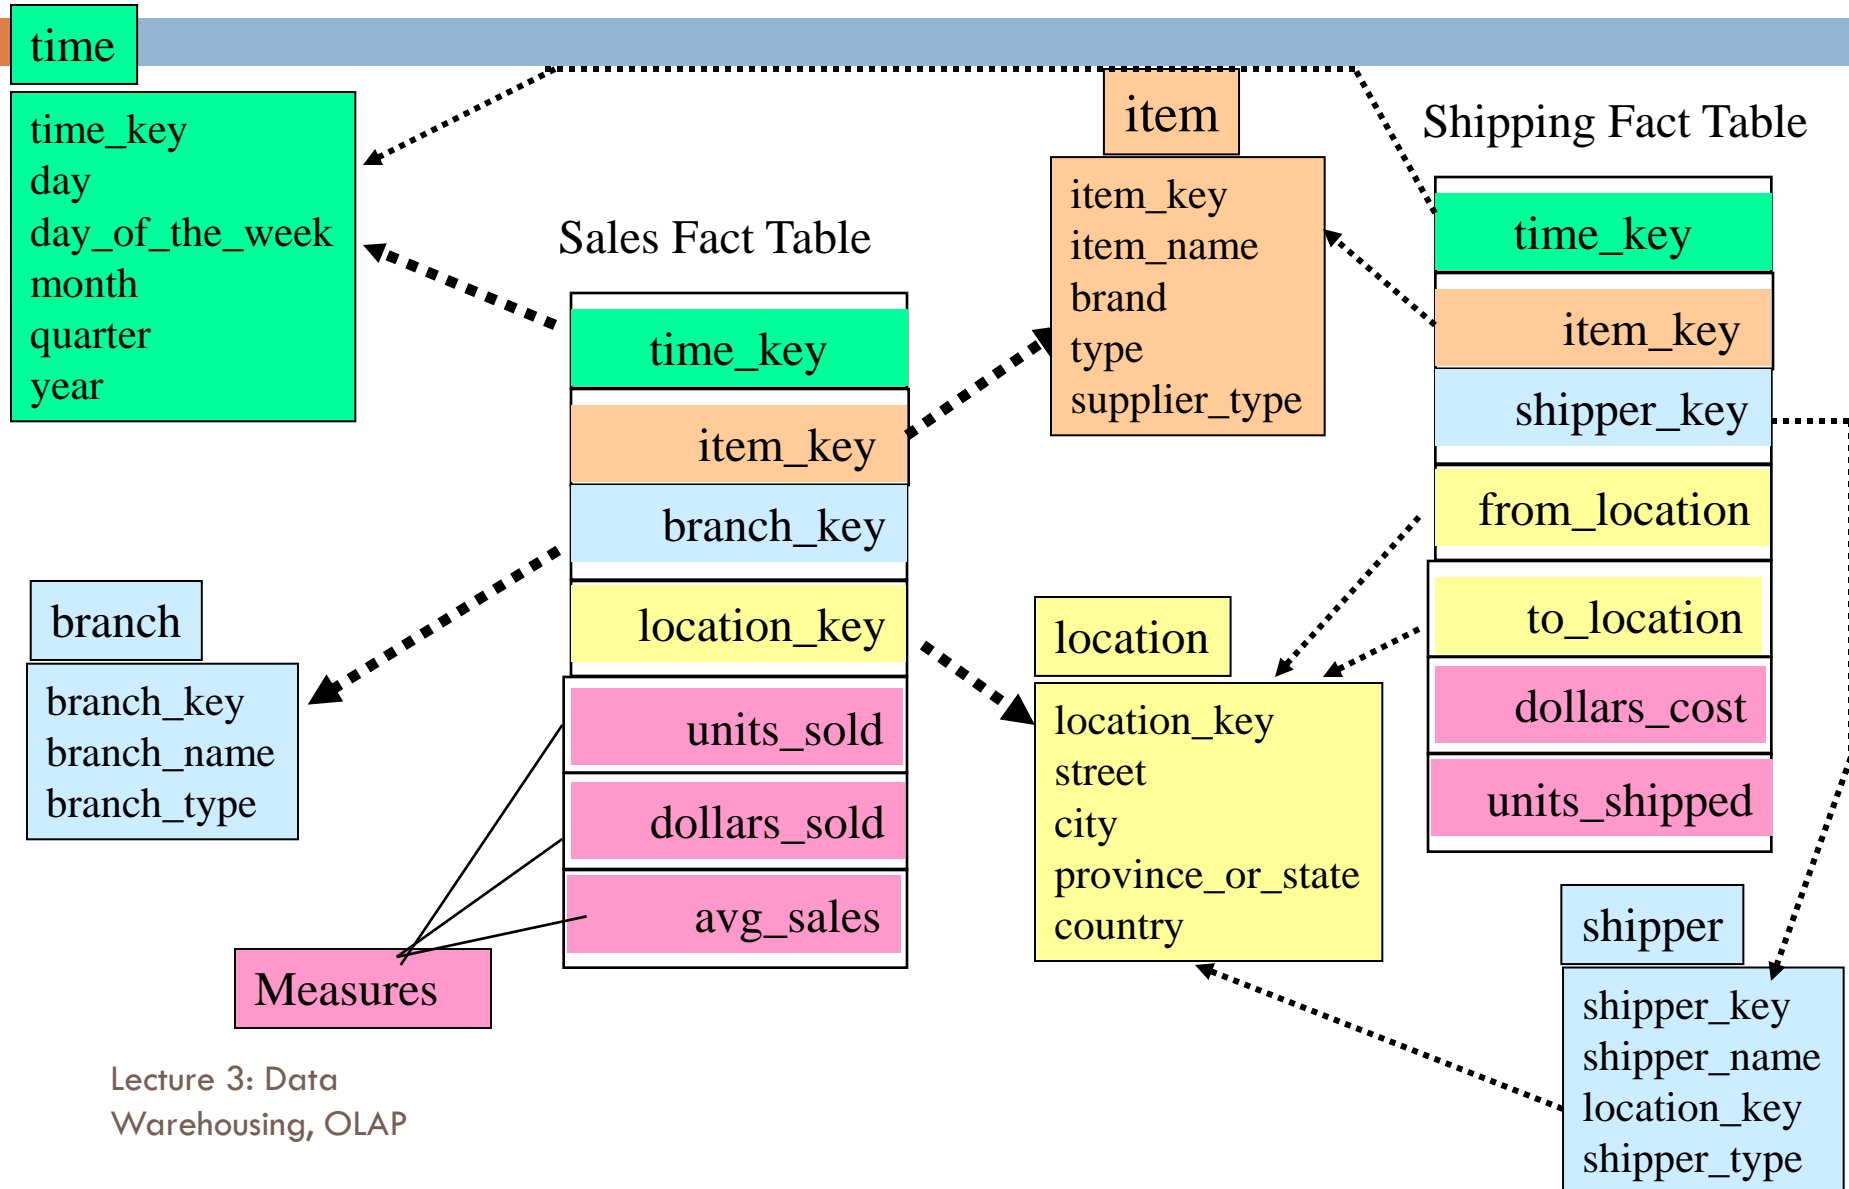 time
time_key
day
day_of_the_week
month
quarter
year
Sales Fact Table
time_key
item_key
branch_key
location_key
units_sold
dollars_sold
avg_sales
Measures
branch
branch_key
branch_name
branch_type
item
item_key
item_name
brand
type
supplier_type
location
location_key
street
city
province_or_state
country
Shipping Fact Table
time_key
item_key
shipper_key
from_location
to_location
dollars_cost
units_shipped
shipper
shipper_key
shipper_name
location_key
shipper_type
Lecture 3: Data
Warehousing, OLAP